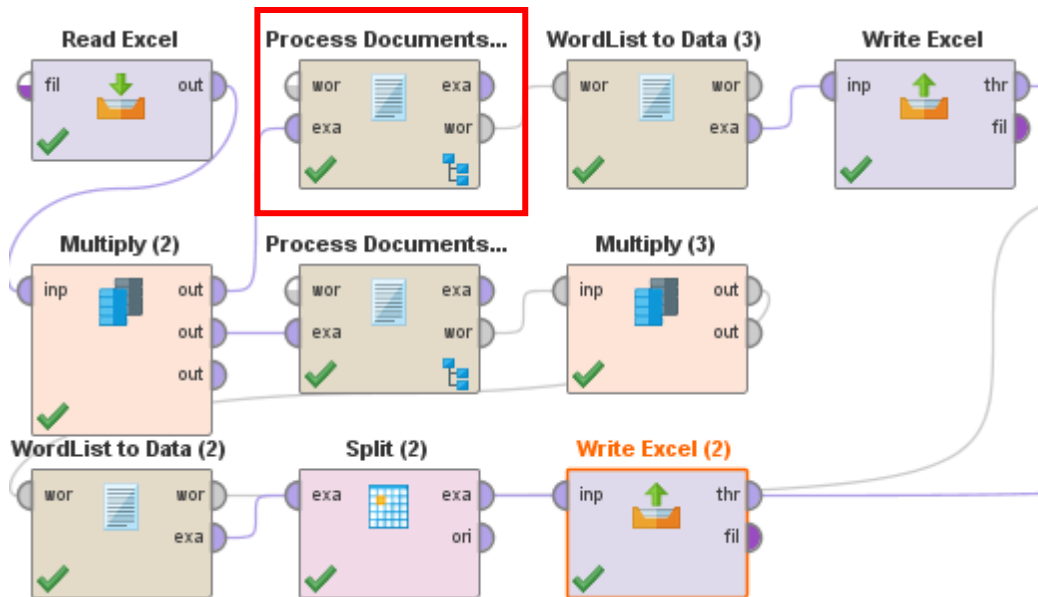 Read Excel
fil out
Process Documents...
wor exa
exa wor
WordList to Data (3)
wor wor
exa
Write Excel
inp thr
fil
Multiply (2)
inp out
out
out
Process Documents...
wor exa
exa wor
Multiply (3)
inp out
out
WordList to Data (2)
wor wor
exa
Split (2)
exa exa
ori
Write Excel (2)
inp thr
fil